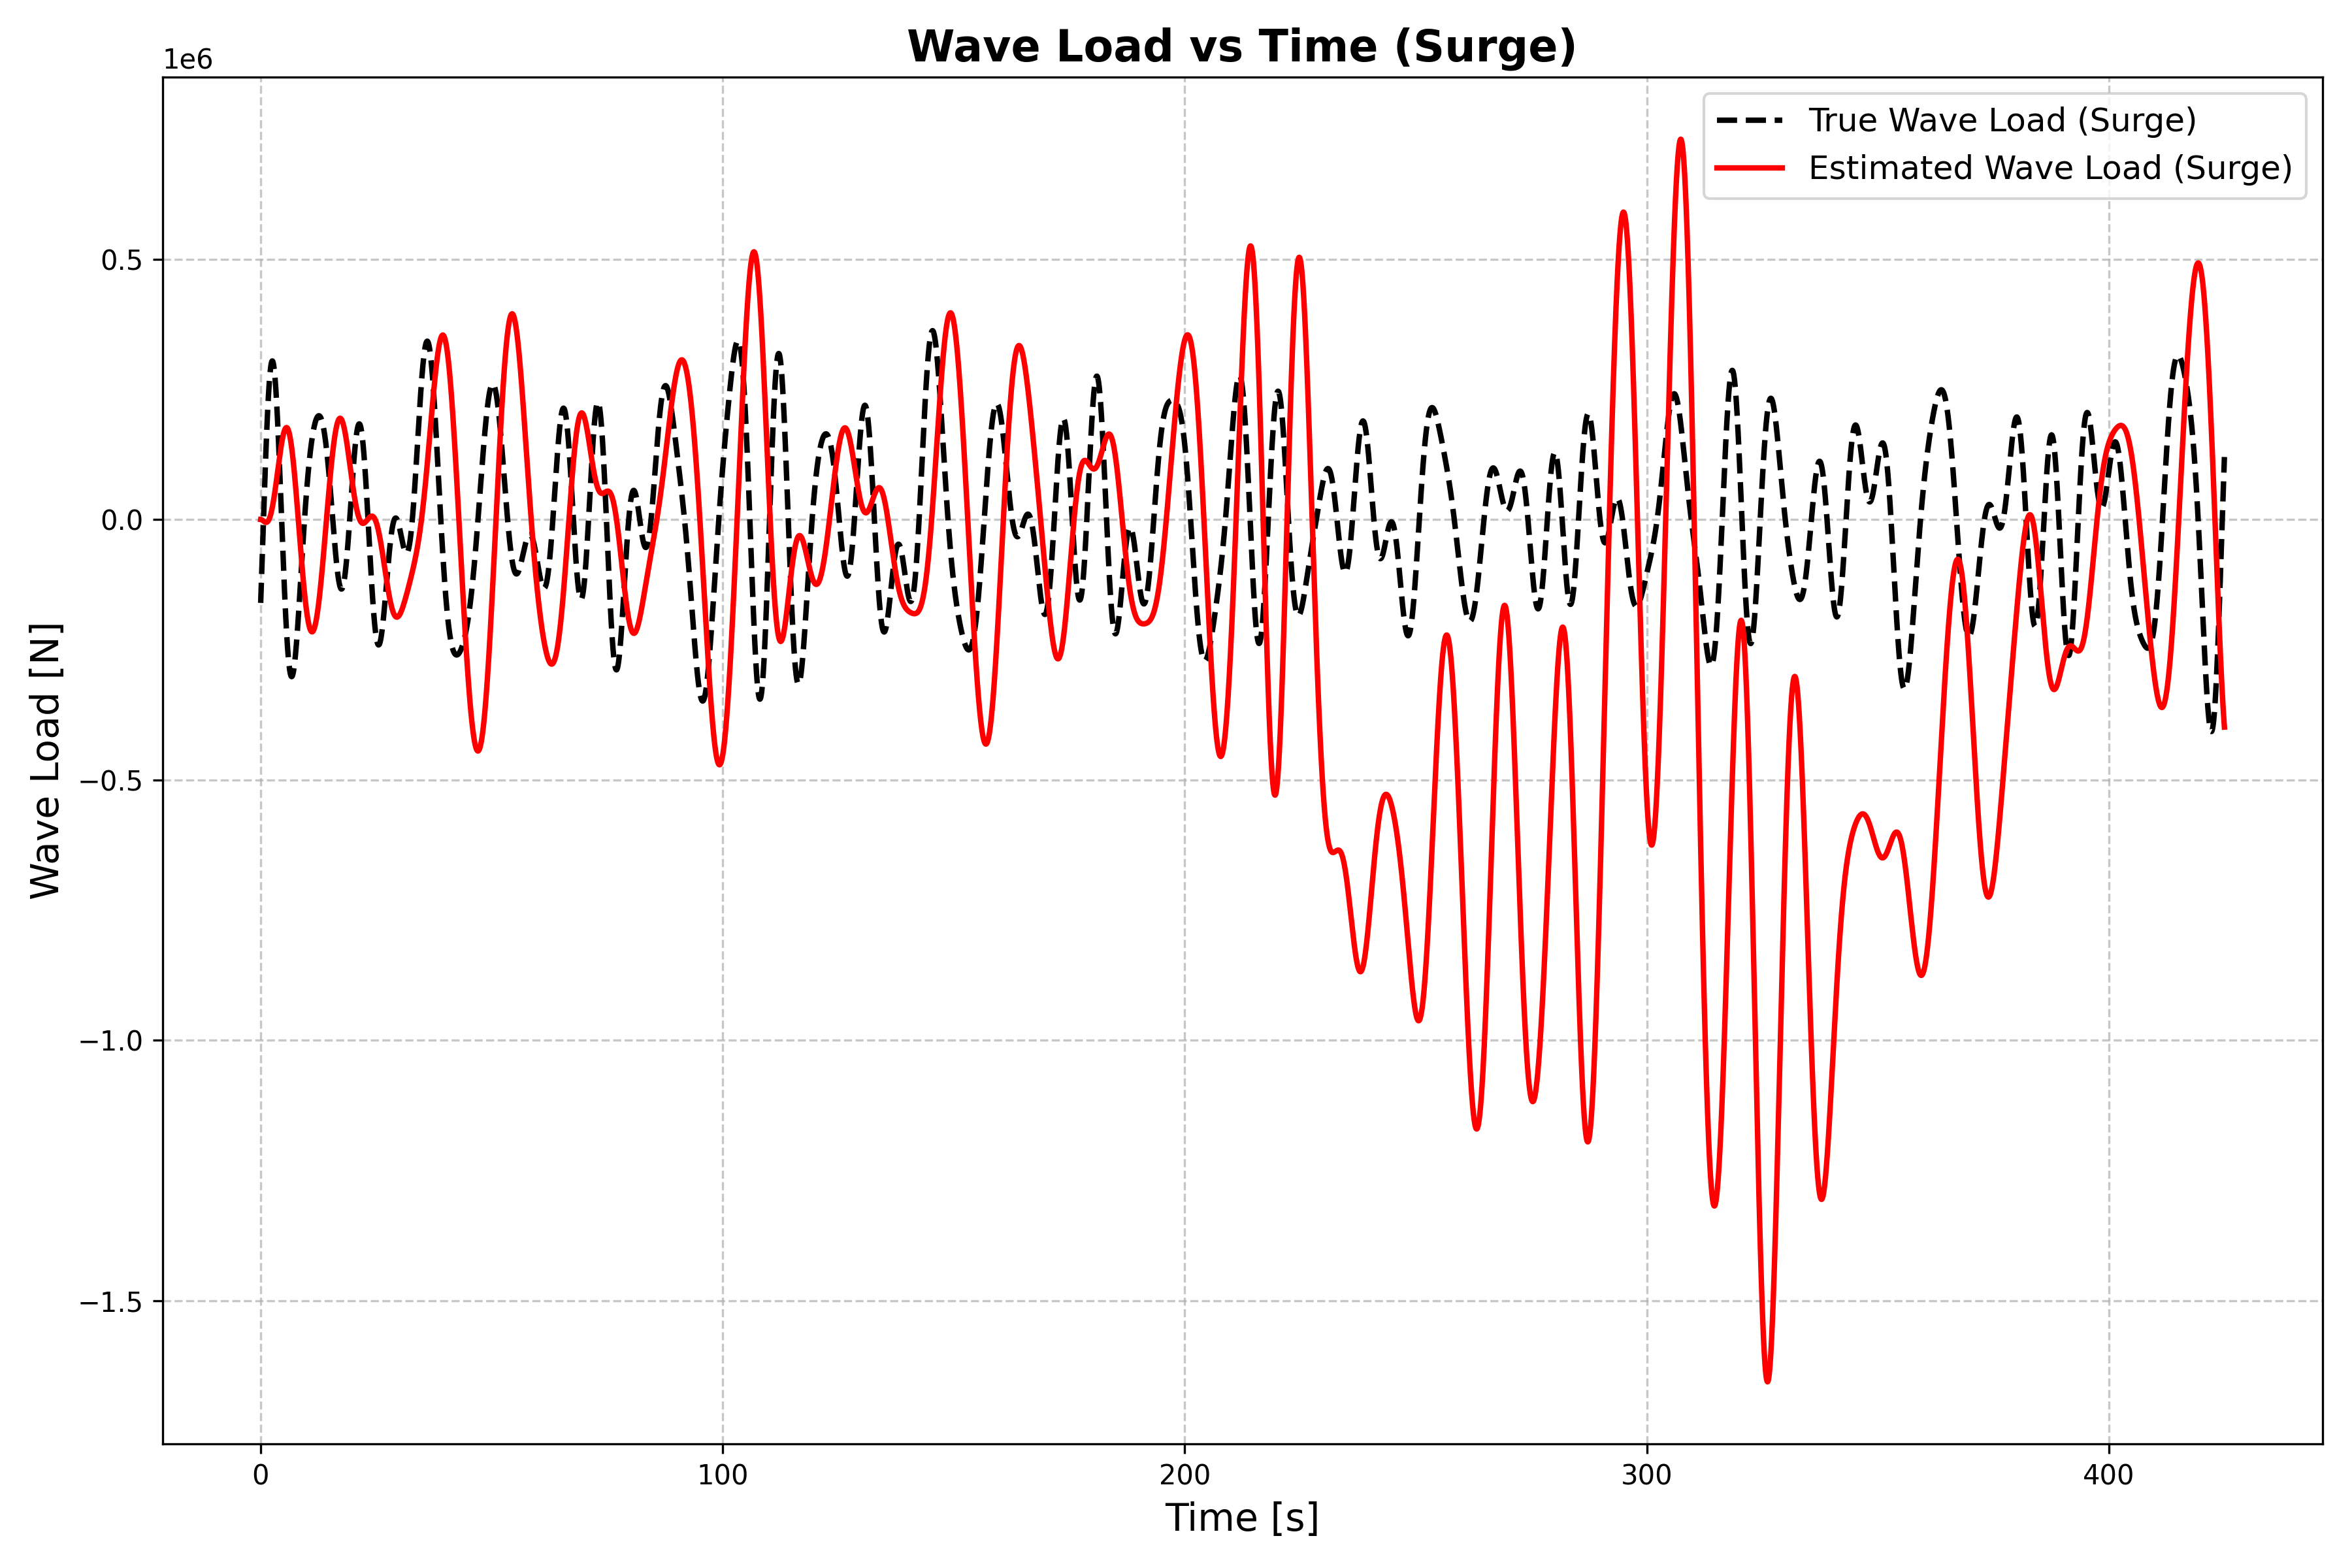 Wave Load vs Time (Surge)
1e6
True Wave Load (Surge)
Estimated Wave Load (Surge)
0.5
0.0
−0.5
−1.0
−1.5
Wave Load [N]
0 100 200 300 400
Time [s]